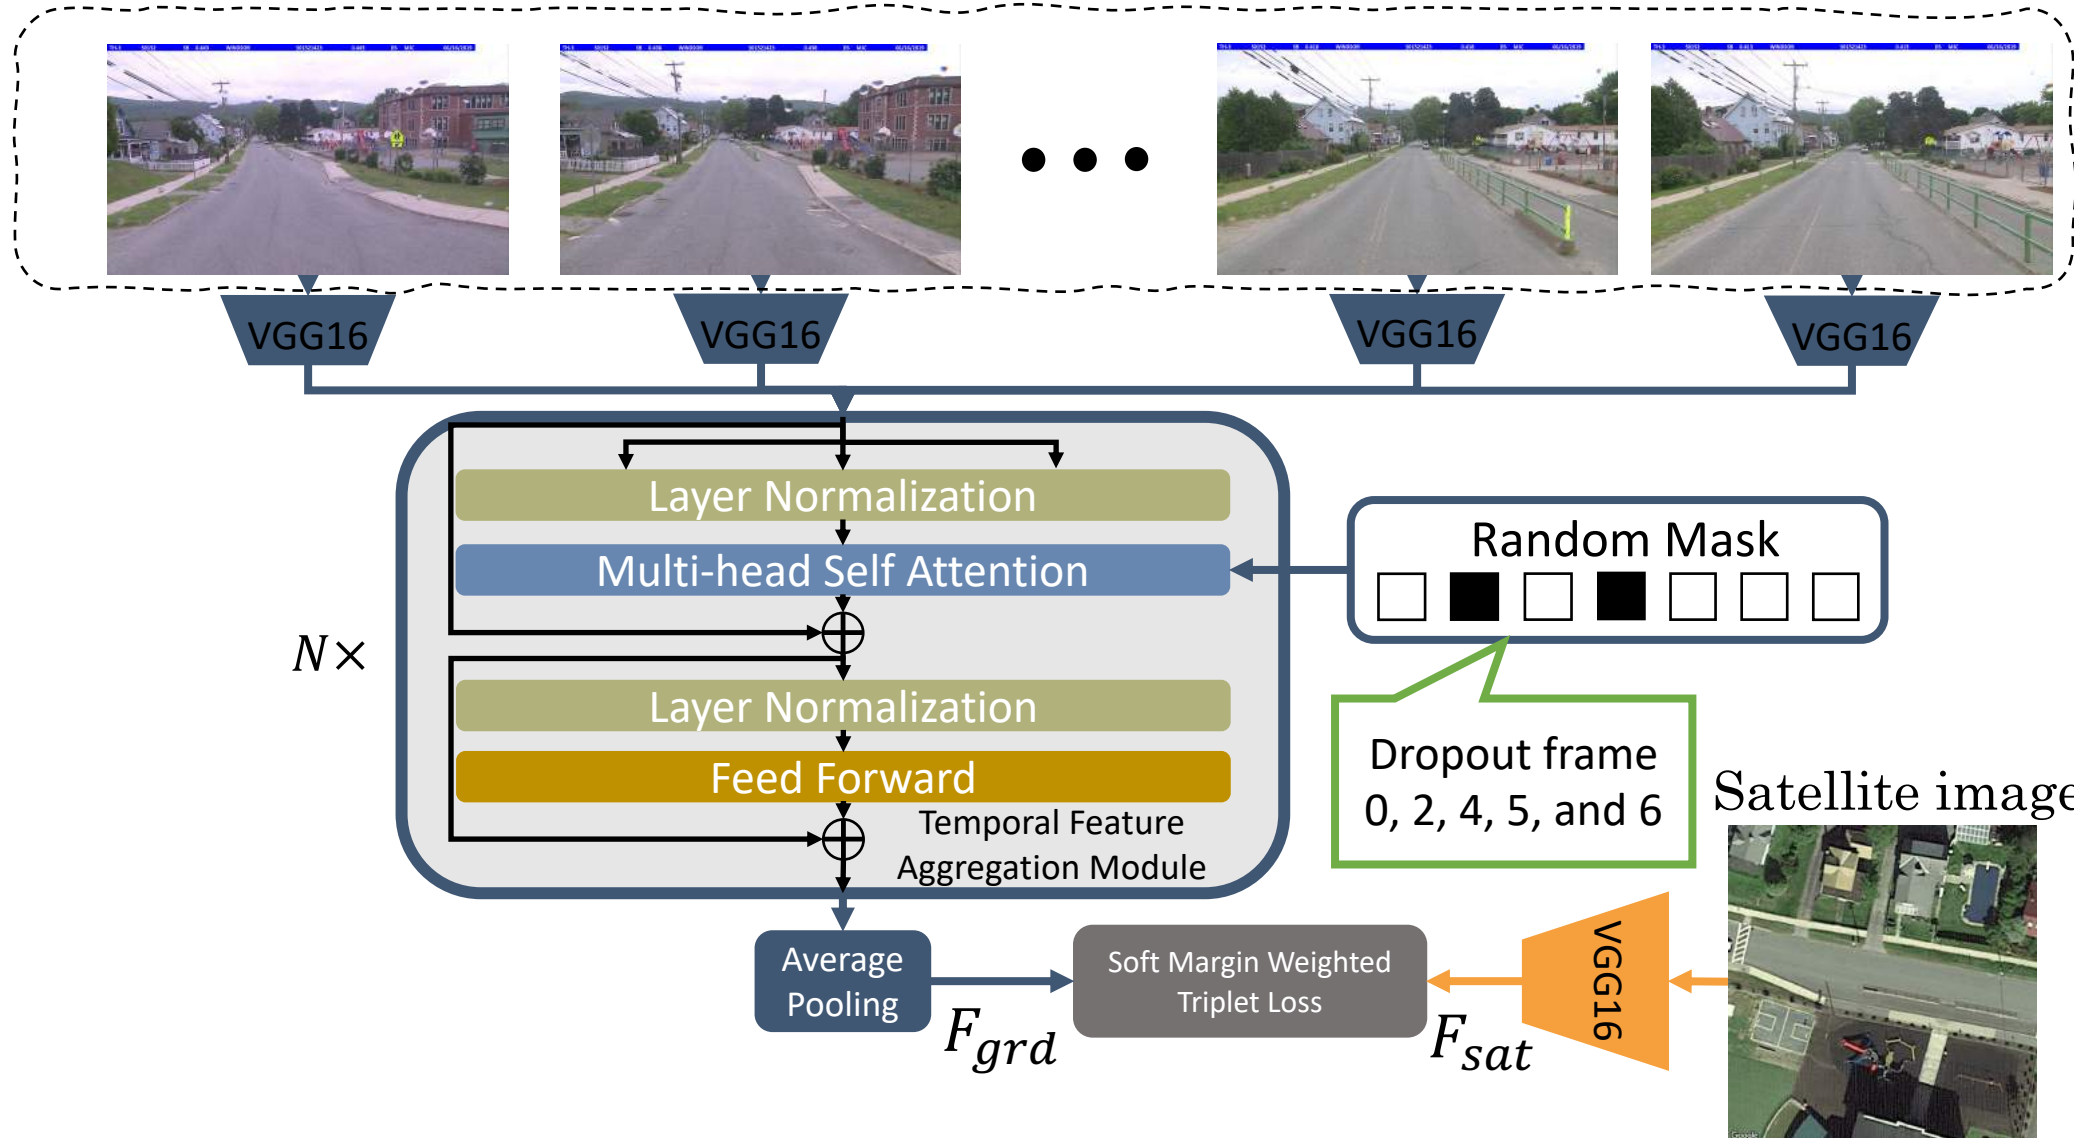 VGG16
VGG16
VGG16
VGG16
Layer Normalization
Multi-head Self Attention
Random Mask
N×
Layer Normalization
Feed Forward
Dropout frame
0, 2, 4, 5, and 6
Temporal Feature
Aggregation Module
Satellite image
Average
Pooling
F_grd
Soft Margin Weighted
Triplet Loss
F_sat
VGG16